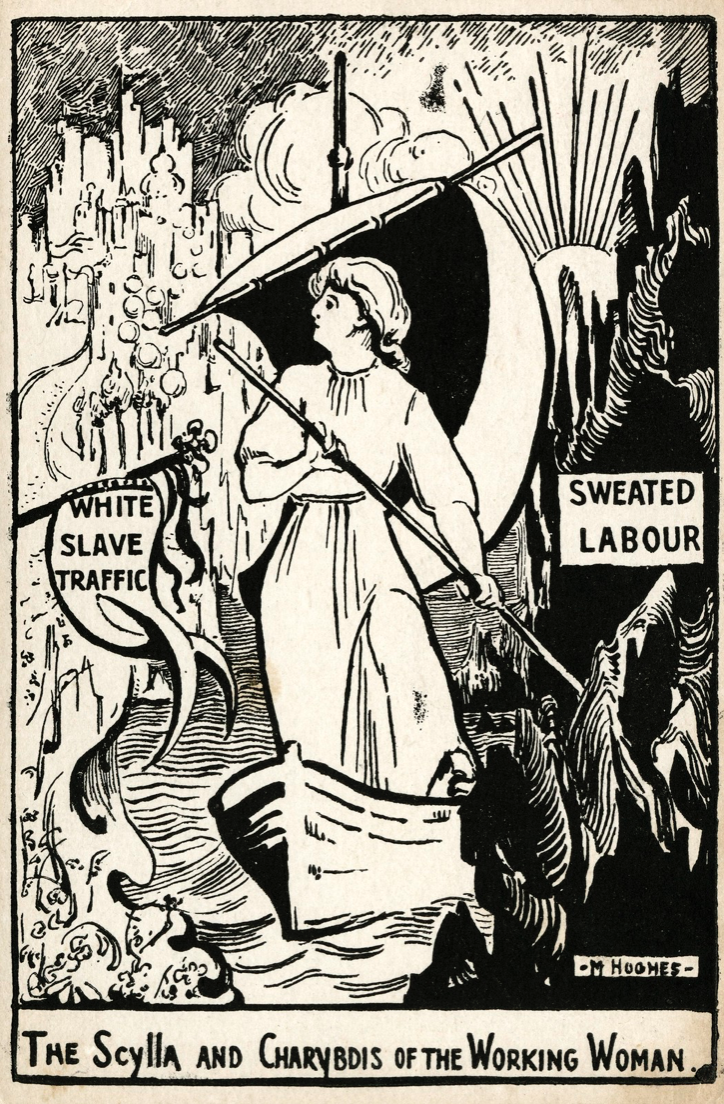 WHITE
SLAVE
TRAFFIC
SWEATED
LABOUR
-M HUGHES-
THE SCYllA AND CHARYBDIS OF THE WORKING WOMAN.